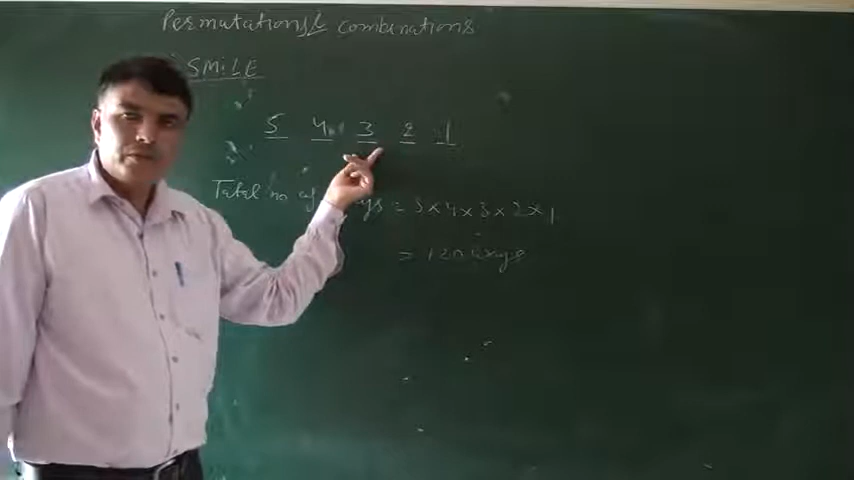 Permutations/Combinations
SMiLE
5 4 3 2 1
Total no of ways = 5×4×3×2×1
= 120 ways